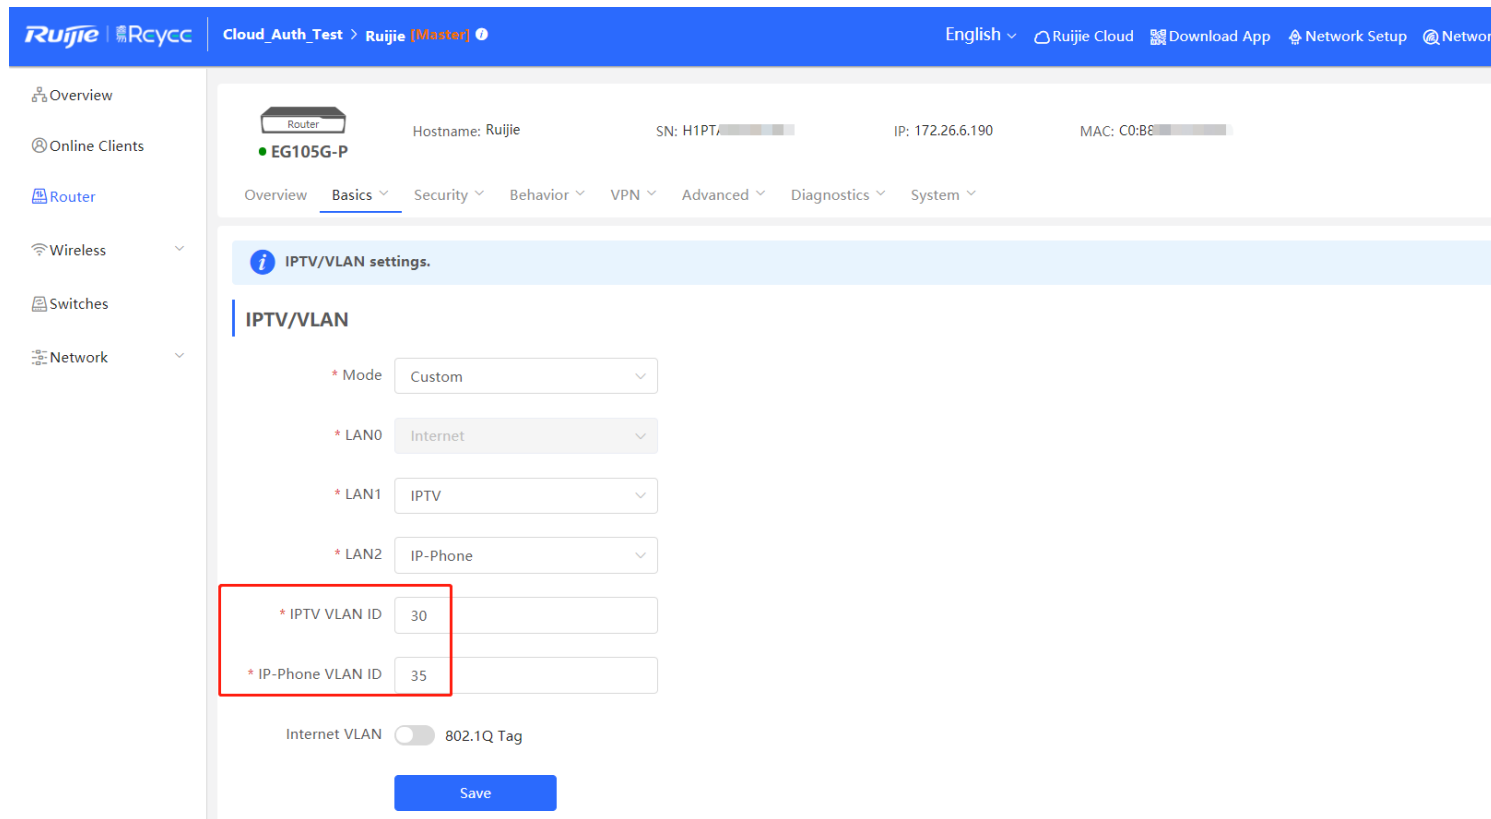 Ruijie Rcycc Cloud_Auth_Test > Ruijie [Master] English Ruijie Cloud Download App Network Setup Networ
Overview
Online Clients
Router
Wireless
Switches
Network
Router
EG105G-P
Hostname: Ruijie SN: H1PT IP: 172.26.6.190 MAC: C0:B8
Overview Basics Security Behavior VPN Advanced Diagnostics System
IPTV/VLAN settings.
IPTV/VLAN
* Mode Custom
* LAN0 Internet
* LAN1 IPTV
* LAN2 IP-Phone
* IPTV VLAN ID 30
* IP-Phone VLAN ID 35
Internet VLAN 802.1Q Tag
Save